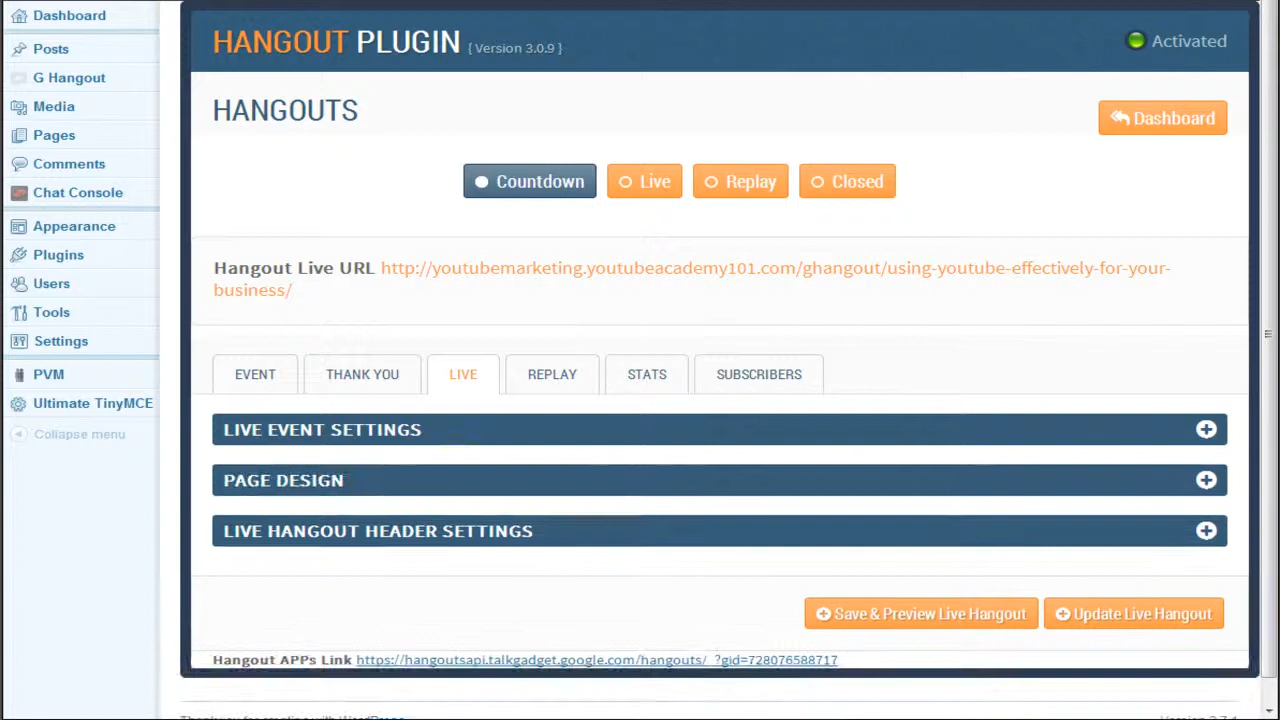 Dashboard
Posts
G Hangout
Media
Pages
Comments
Chat Console
Appearance
Plugins
Users
Tools
Settings
PVM
Ultimate TinyMCE
Collapse menu
HANGOUT PLUGIN { Version 3.0.9 }
Activated
HANGOUTS
Dashboard
Countdown Live Replay Closed
Hangout Live URL http://youtubemarketing.youtubeacademy101.com/ghangout/using-youtube-effectively-for-your-
business/
EVENT THANK YOU LIVE REPLAY STATS SUBSCRIBERS
LIVE EVENT SETTINGS
PAGE DESIGN
LIVE HANGOUT HEADER SETTINGS
Save & Preview Live Hangout Update Live Hangout
Hangout APPs Link https://hangoutsapi.talkgadget.google.com/hangouts/_?gid=728076588717